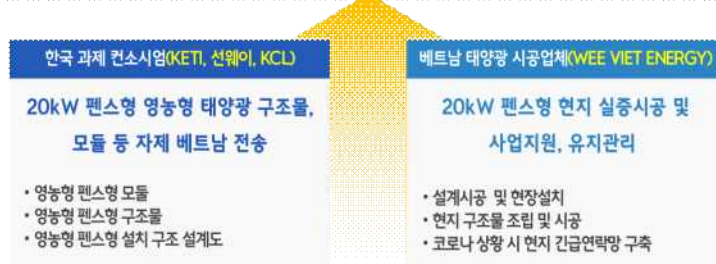 한국 과제 컨소시엄(KETI, 선웨이, KCL)
20kW 펜스형 영농형 태양광 구조물,
모듈 등 자제 베트남 전송
• 영농형 펜스형 모듈
• 영농형 펜스형 구조물
• 영농형 펜스형 설치 구조 설계도
베트남 태양광 시공업체(WEE VIET ENERGY)
20kW 펜스형 현지 실증시공 및
사업지원, 유지관리
• 설계시공 및 현장설치
• 현지 구조물 조립 및 시공
• 코로나 상황 시 현지 긴급연락망 구축